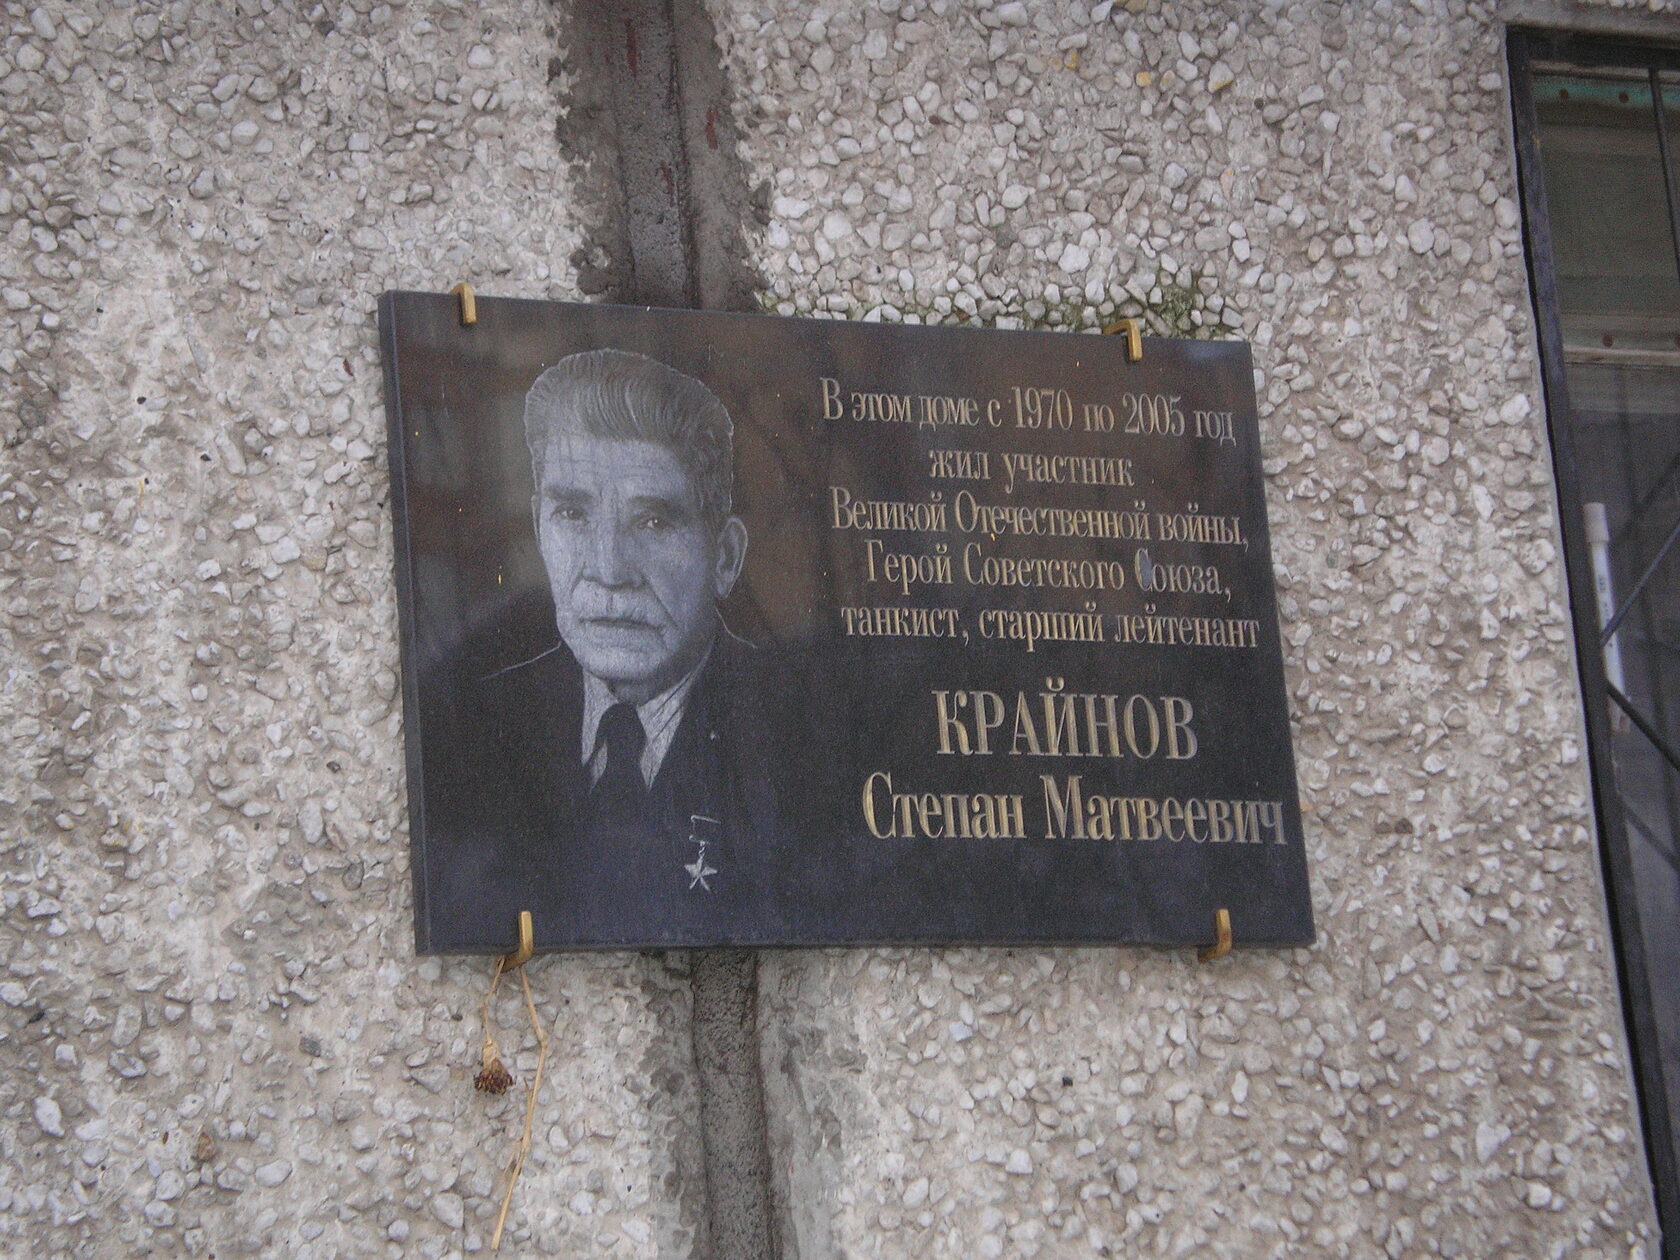 В этом доме с 1970 по 2005 год
жил участник
Великой Отечественной войны,
Герой Советского Союза,
танкист, старший лейтенант
КРАЙНОВ
Степан Матвеевич